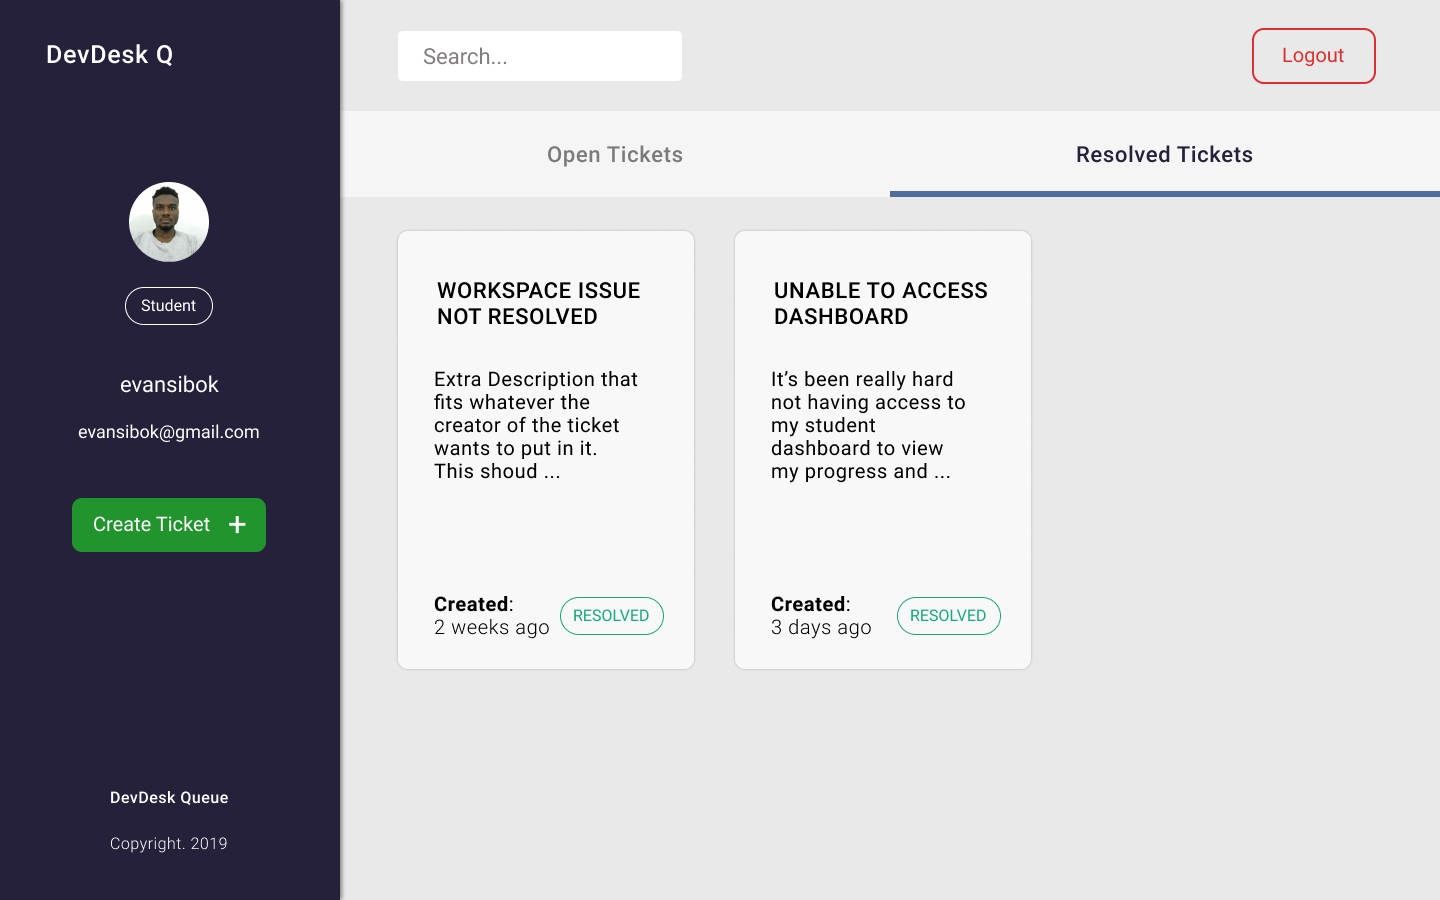 DevDesk Q
Student
evansibok
evansibok@gmail.com
Create Ticket +
DevDesk Queue
Copyright. 2019
Search...
Logout
Open Tickets
Resolved Tickets
WORKSPACE ISSUE
NOT RESOLVED
Extra Description that
fits whatever the
creator of the ticket
wants to put in it.
This shoud ...
Created:
2 weeks ago
RESOLVED
UNABLE TO ACCESS
DASHBOARD
It’s been really hard
not having access to
my student
dashboard to view
my progress and ...
Created:
3 days ago
RESOLVED